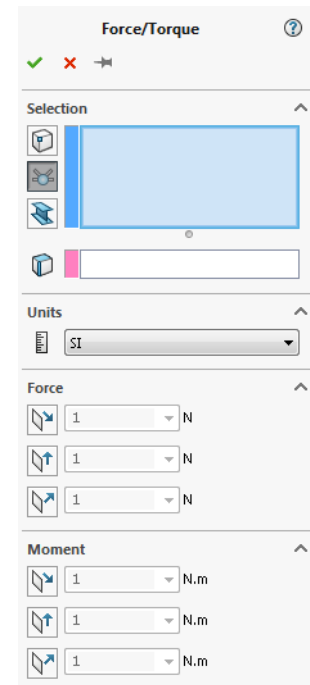 Force/Torque
?
Selection
Units
SI
Force
1 N
1 N
1 N
Moment
1 N.m
1 N.m
1 N.m